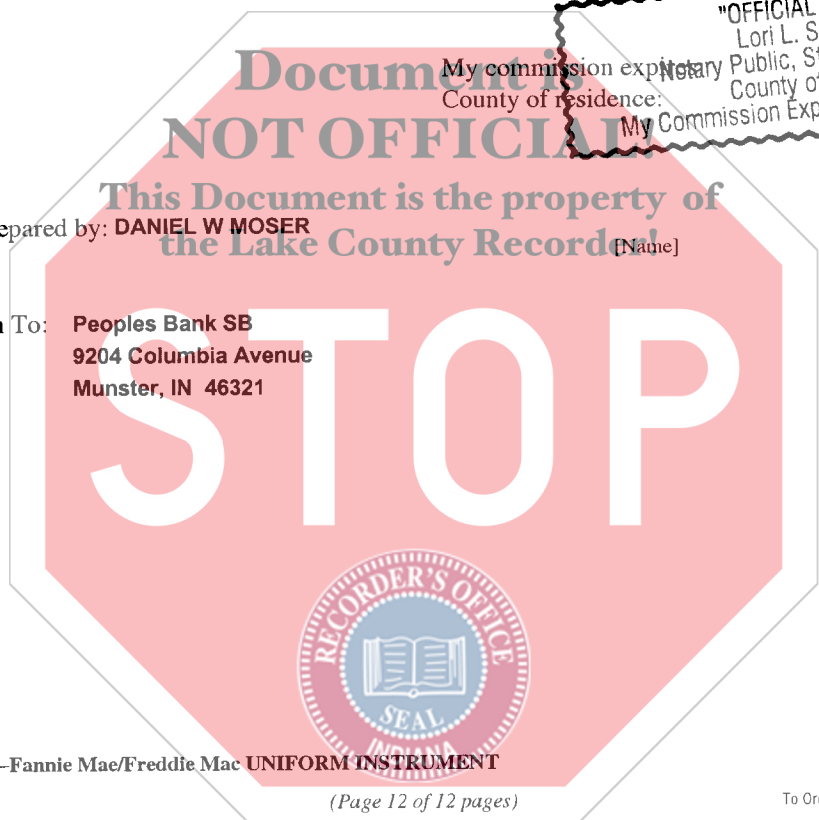 "OFFICIAL
Lori L. S
Notary Public, St
County of
My Commission Exp
My commission expires:
County of residence:
Document is
NOT OFFICIAL!
This Document is the property of
the Lake County Recorder!
epared by: DANIEL W MOSER
[Name]
To: Peoples Bank SB
9204 Columbia Avenue
Munster, IN 46321
STOP
RECORDER'S OFFICE
SEAL
INDIANA
–Fannie Mae/Freddie Mac UNIFORM INSTRUMENT
(Page 12 of 12 pages)
To Or